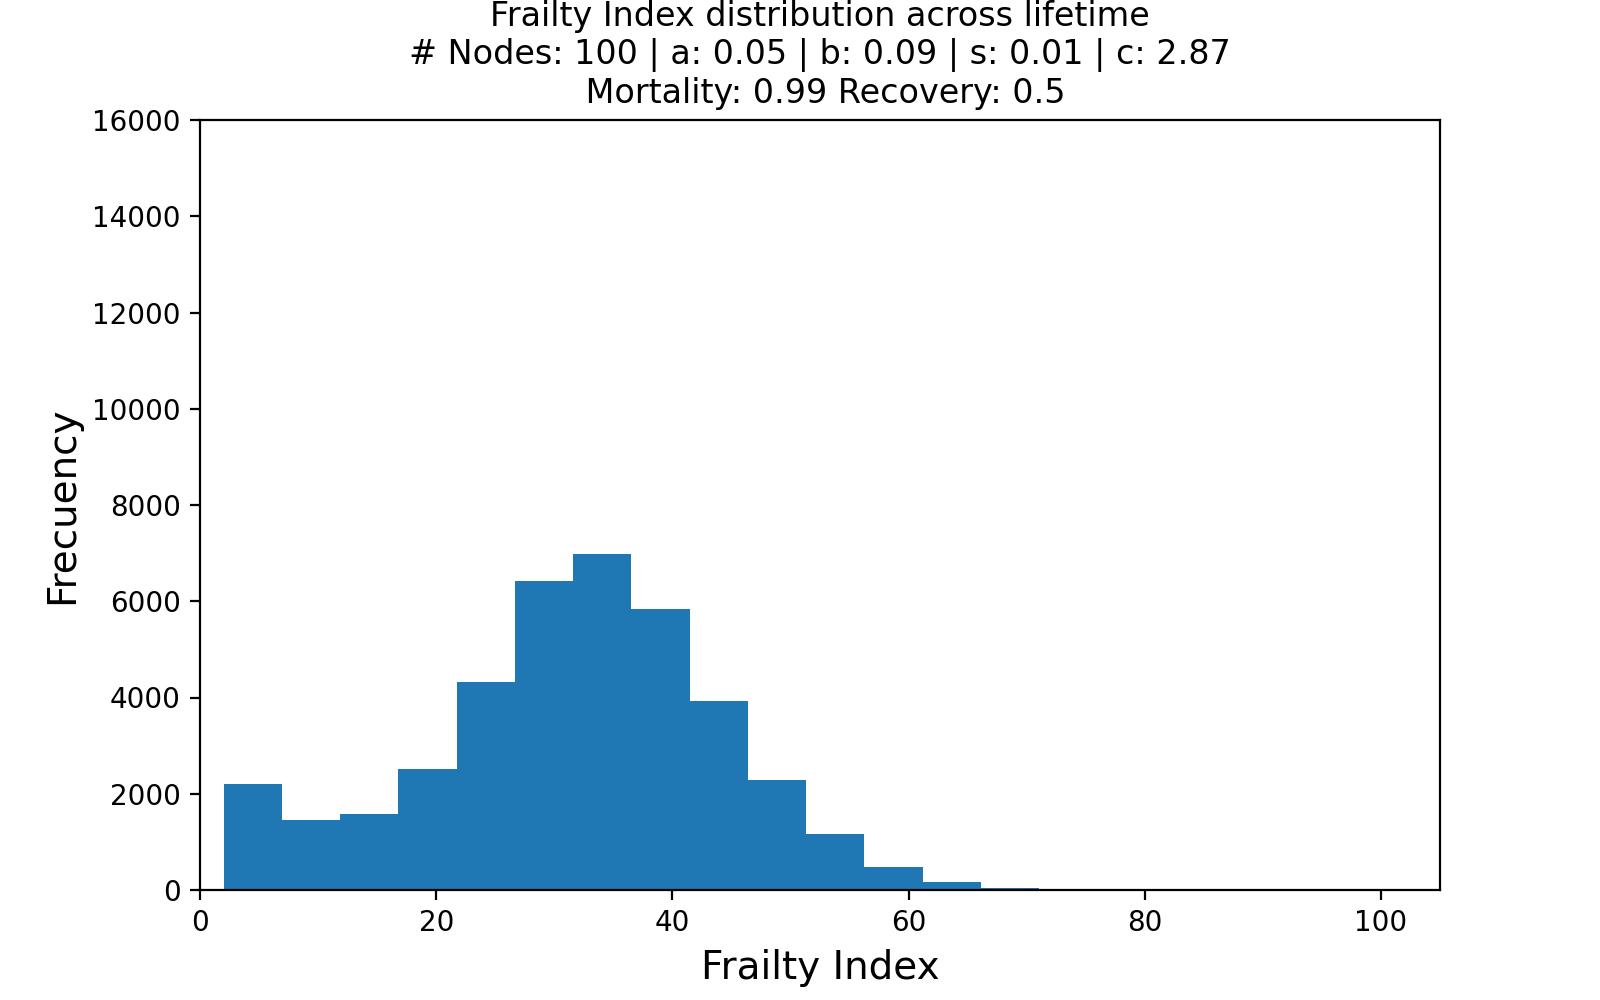 Frailty Index distribution across lifetime
# Nodes: 100 | a: 0.05 | b: 0.09 | s: 0.01 | c: 2.87
Mortality: 0.99 Recovery: 0.5
16000
14000
12000
10000
8000
6000
4000
2000
0
Frecuency
0 20 40 60 80 100
Frailty Index